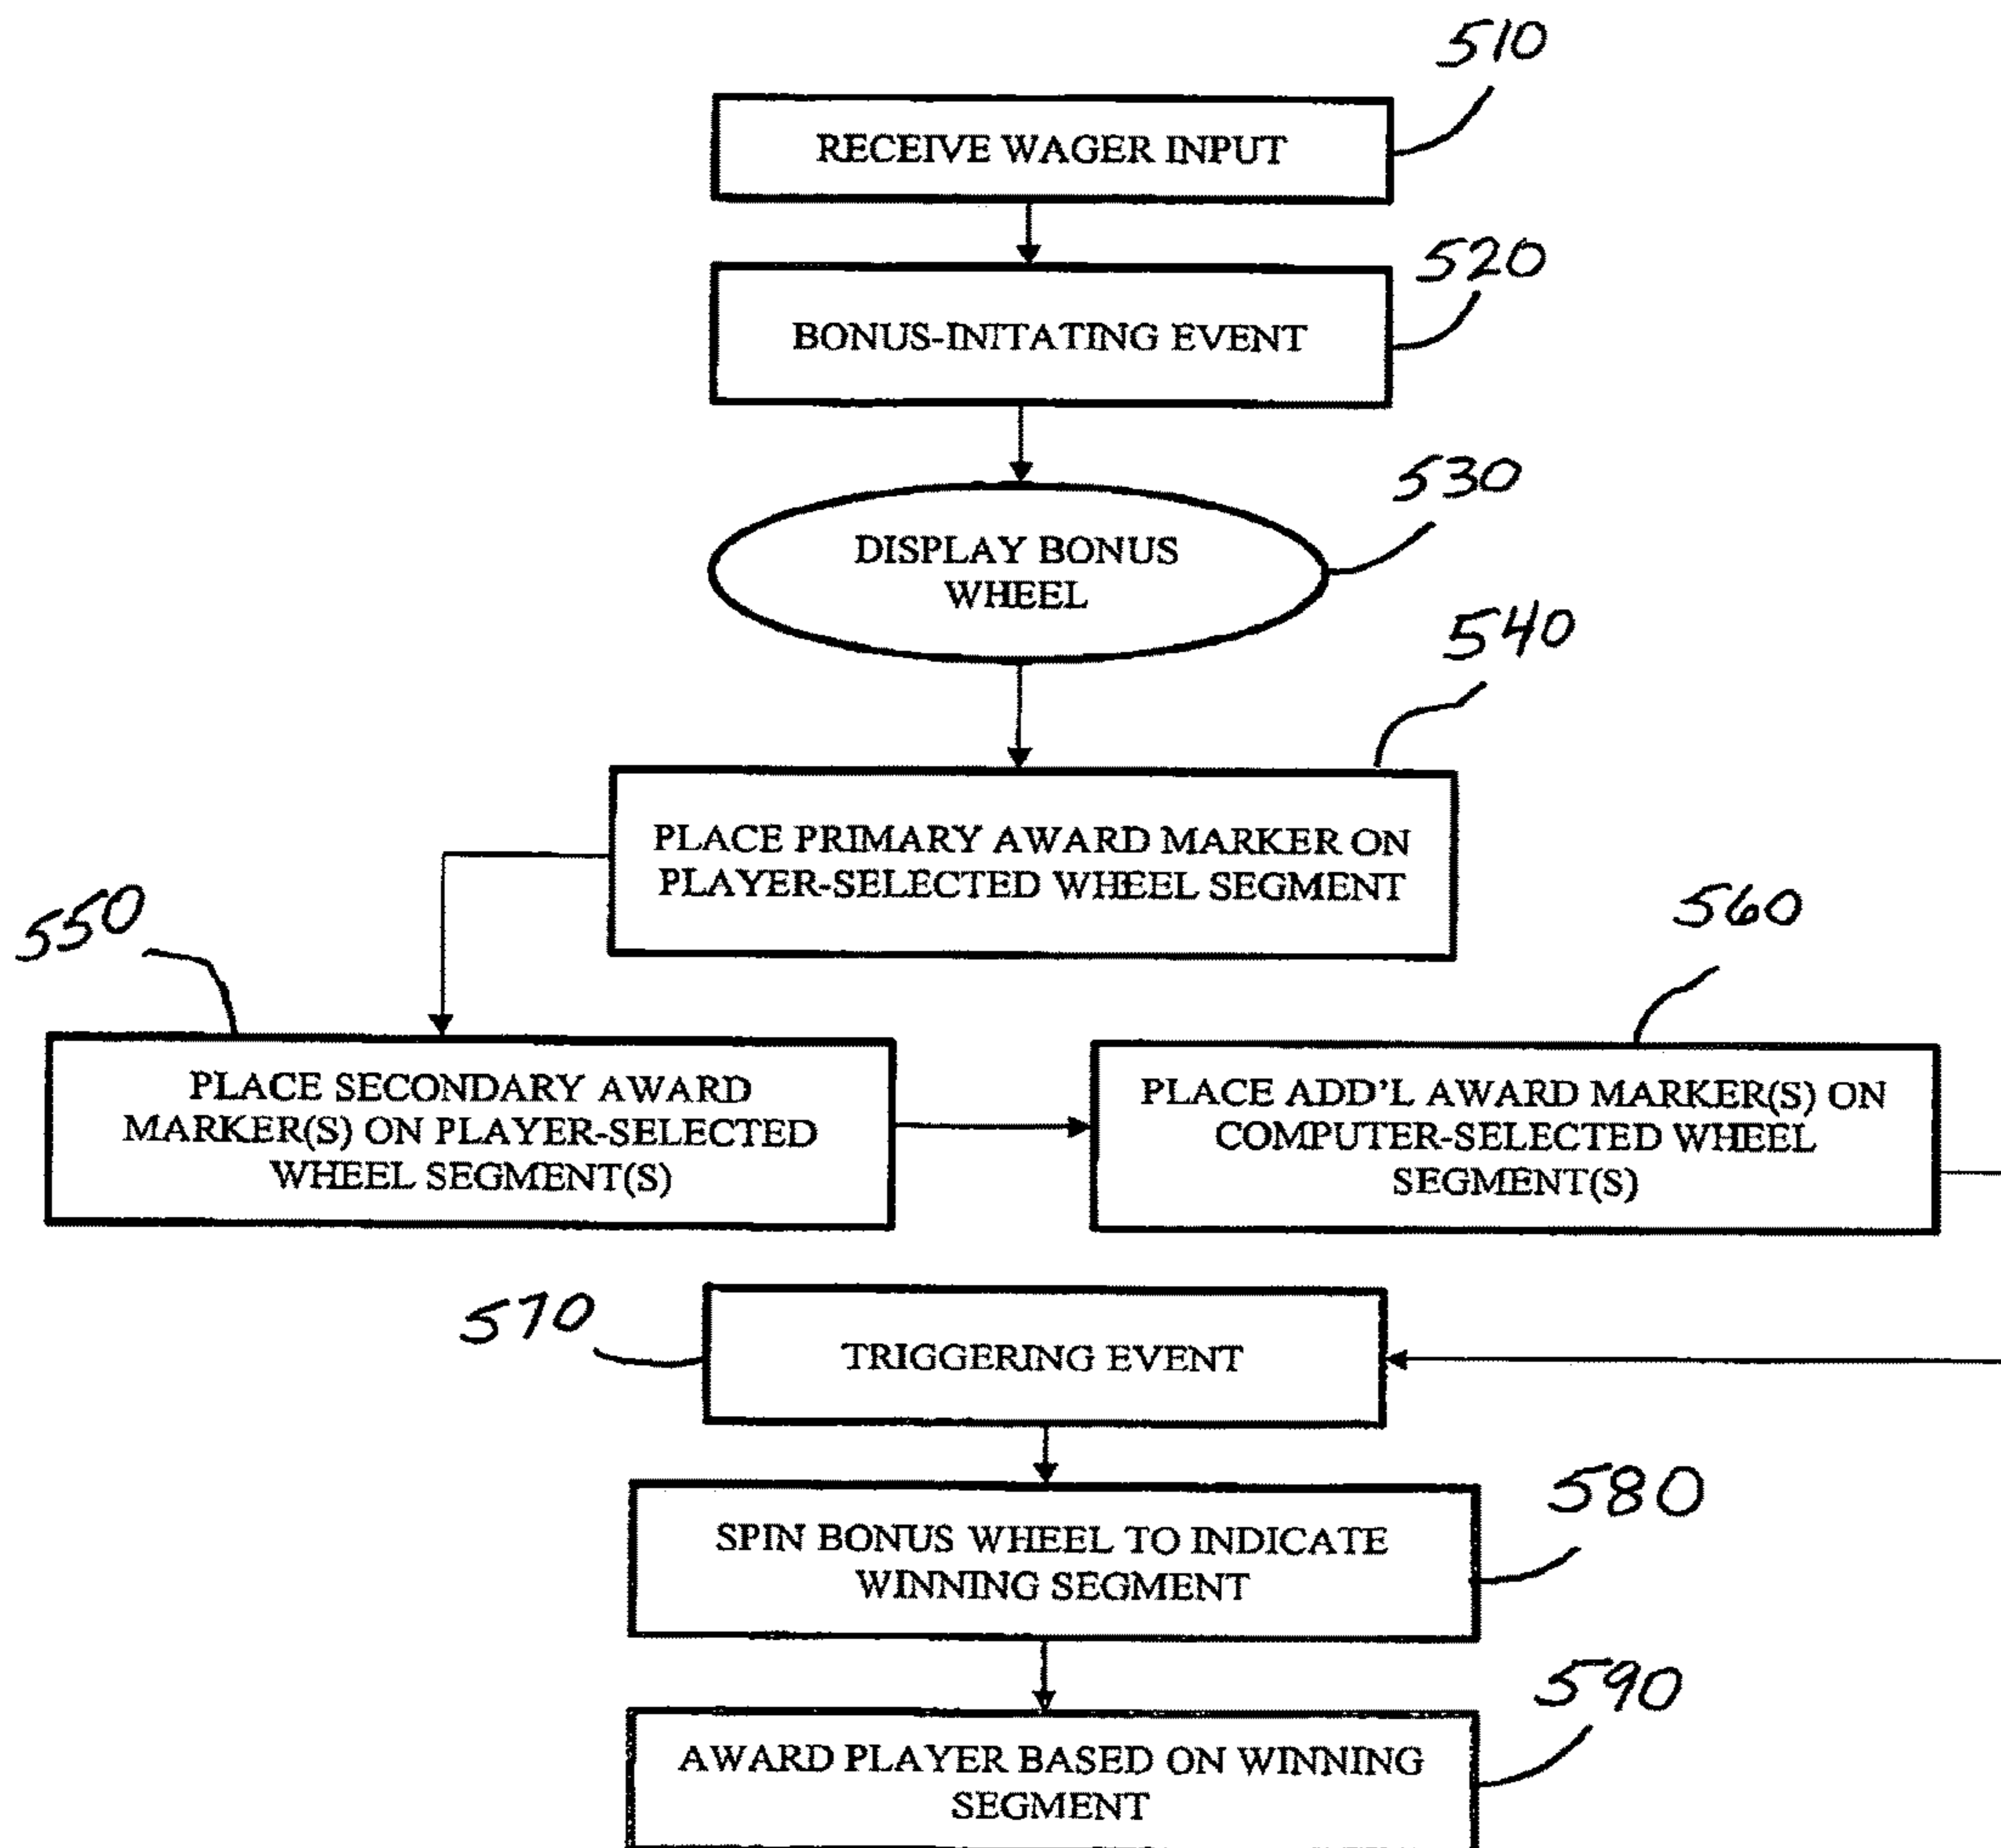 510
RECEIVE WAGER INPUT
520
BONUS-INITATING EVENT
530
DISPLAY BONUS
WHEEL
540
PLACE PRIMARY AWARD MARKER ON
PLAYER-SELECTED WHEEL SEGMENT
550
PLACE SECONDARY AWARD
MARKER(S) ON PLAYER-SELECTED
WHEEL SEGMENT(S)
560
PLACE ADD'L AWARD MARKER(S) ON
COMPUTER-SELECTED WHEEL
SEGMENT(S)
570
TRIGGERING EVENT
580
SPIN BONUS WHEEL TO INDICATE
WINNING SEGMENT
590
AWARD PLAYER BASED ON WINNING
SEGMENT